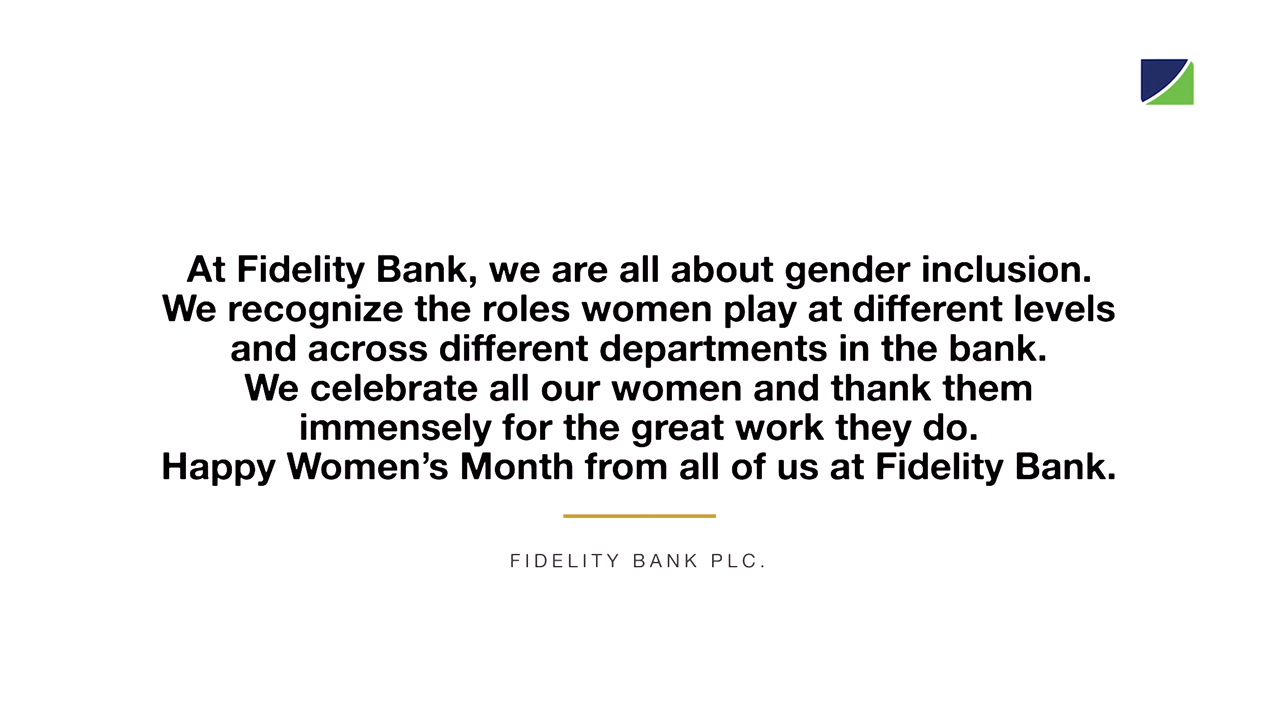 At Fidelity Bank, we are all about gender inclusion.
We recognize the roles women play at different levels
and across different departments in the bank.
We celebrate all our women and thank them
immensely for the great work they do.
Happy Women’s Month from all of us at Fidelity Bank.
FIDELITY BANK PLC.